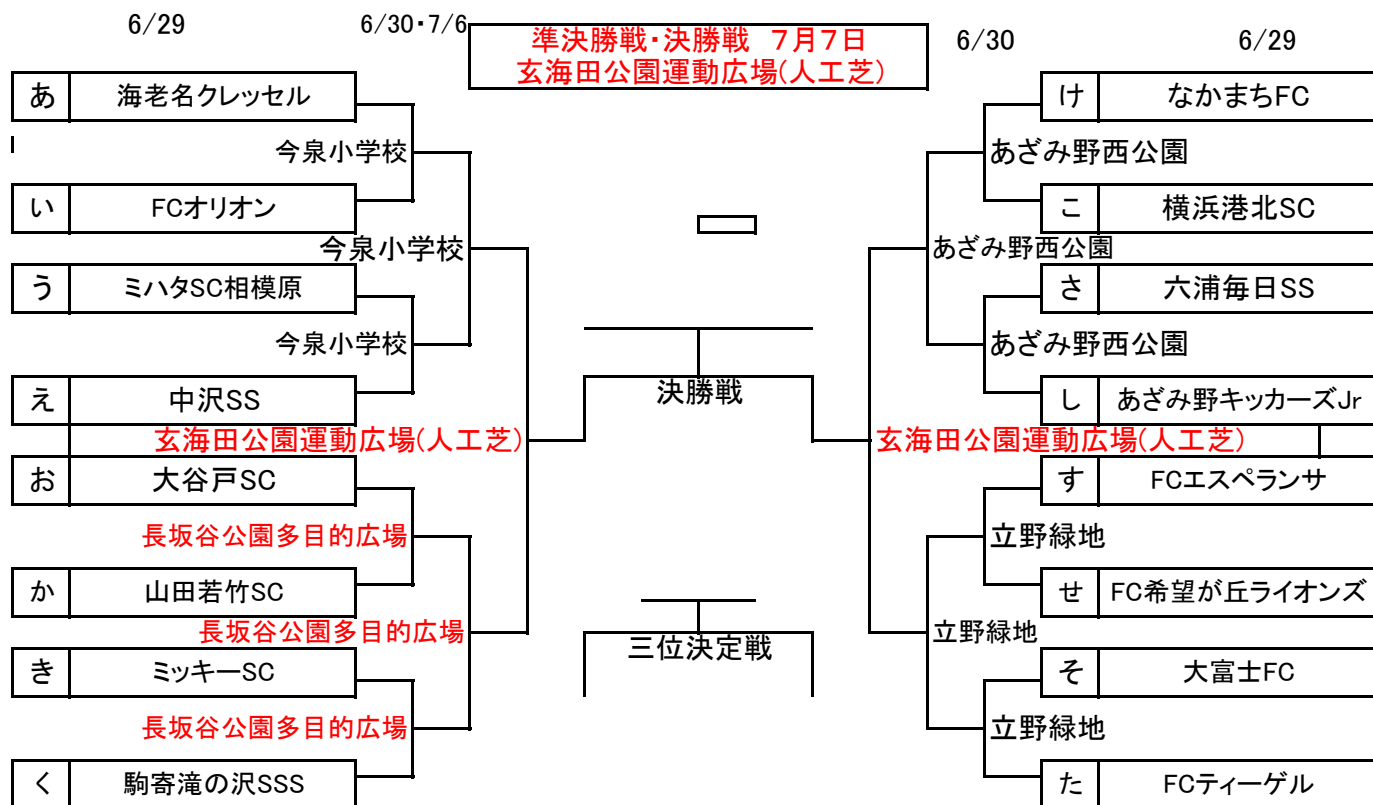 6/29
6/30・7/6
準決勝戦・決勝戦　7月7日
玄海田公園運動広場(人工芝)
6/30
6/29
あ 海老名クレッセル
今泉小学校
い FCオリオン
今泉小学校
う ミハタSC相模原
今泉小学校
え 中沢SS
玄海田公園運動広場(人工芝)
お 大谷戸SC
長坂谷公園多目的広場
か 山田若竹SC
長坂谷公園多目的広場
き ミッキーSC
長坂谷公園多目的広場
く 駒寄滝の沢SSS
決勝戦
三位決定戦
け なかまちFC
あざみ野西公園
こ 横浜港北SC
あざみ野西公園
さ 六浦毎日SS
あざみ野西公園
し あざみ野キッカーズJr
玄海田公園運動広場(人工芝)
す FCエスペランサ
立野緑地
せ FC希望が丘ライオンズ
立野緑地
そ 大富士FC
立野緑地
た FCティーゲル